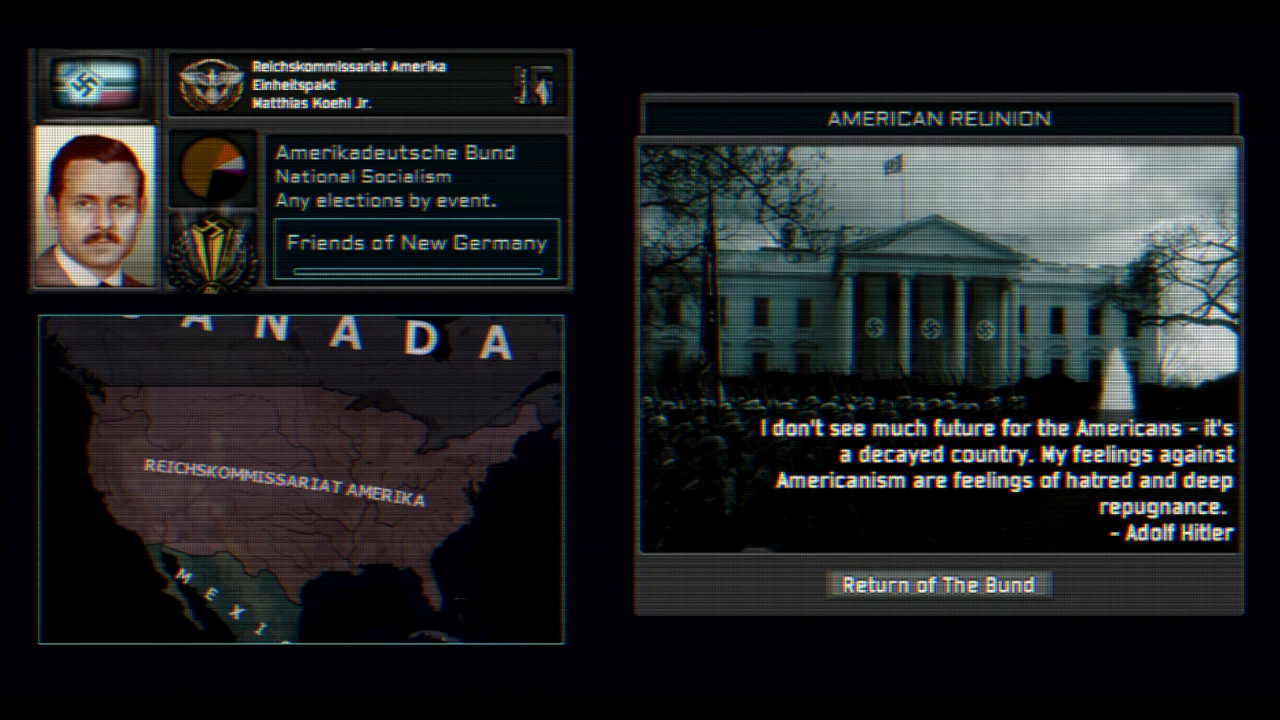 Reichskommissariat Amerika
Einheitspakt
Matthias Koehl Jr.
Amerikadeutsche Bund
National Socialism
Any elections by event.
Friends of New Germany
CANADA
REICHSKOMMISSARIAT AMERIKA
MEXIC
AMERICAN REUNION
I don't see much future for the Americans - it's
a decayed country. My feelings against
Americanism are feelings of hatred and deep
repugnance.
- Adolf Hitler
Return of The Bund